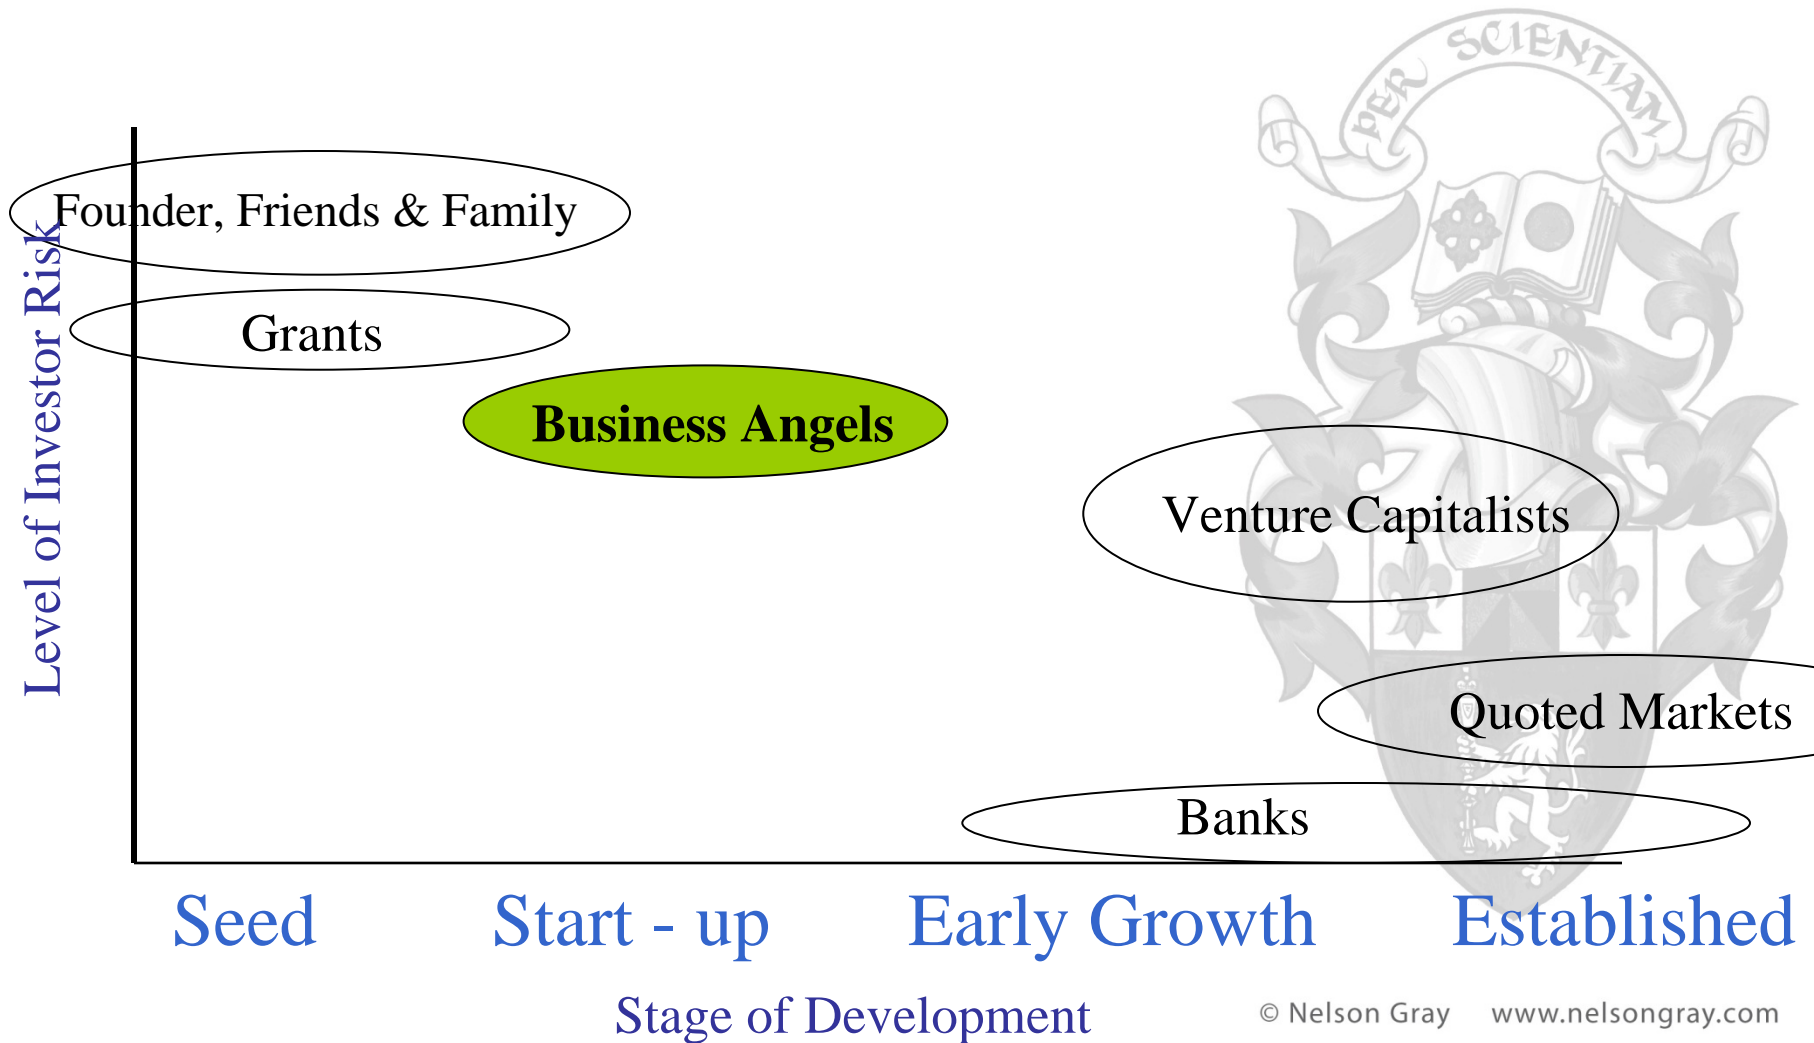 PER SCIENTIAM
Founder, Friends & Family
Grants
Business Angels
Venture Capitalists
Quoted Markets
Banks
Level of Investor Risk
Seed
Start - up
Early Growth
Established
Stage of Development
© Nelson Gray www.nelsongray.com